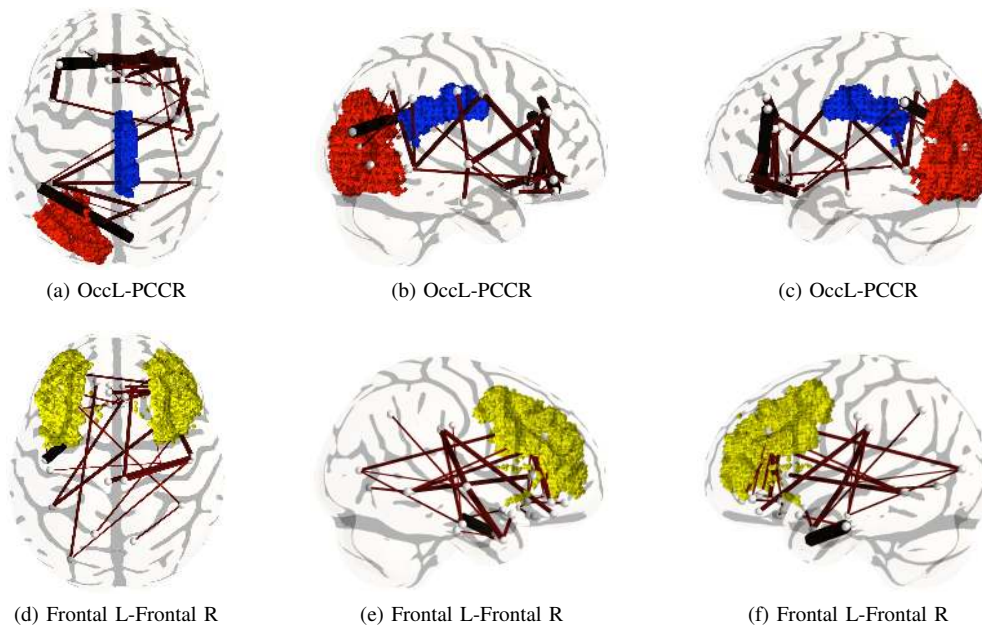 (a) OccL-PCCR
(b) OccL-PCCR
(c) OccL-PCCR
(d) Frontal L-Frontal R
(e) Frontal L-Frontal R
(f) Frontal L-Frontal R